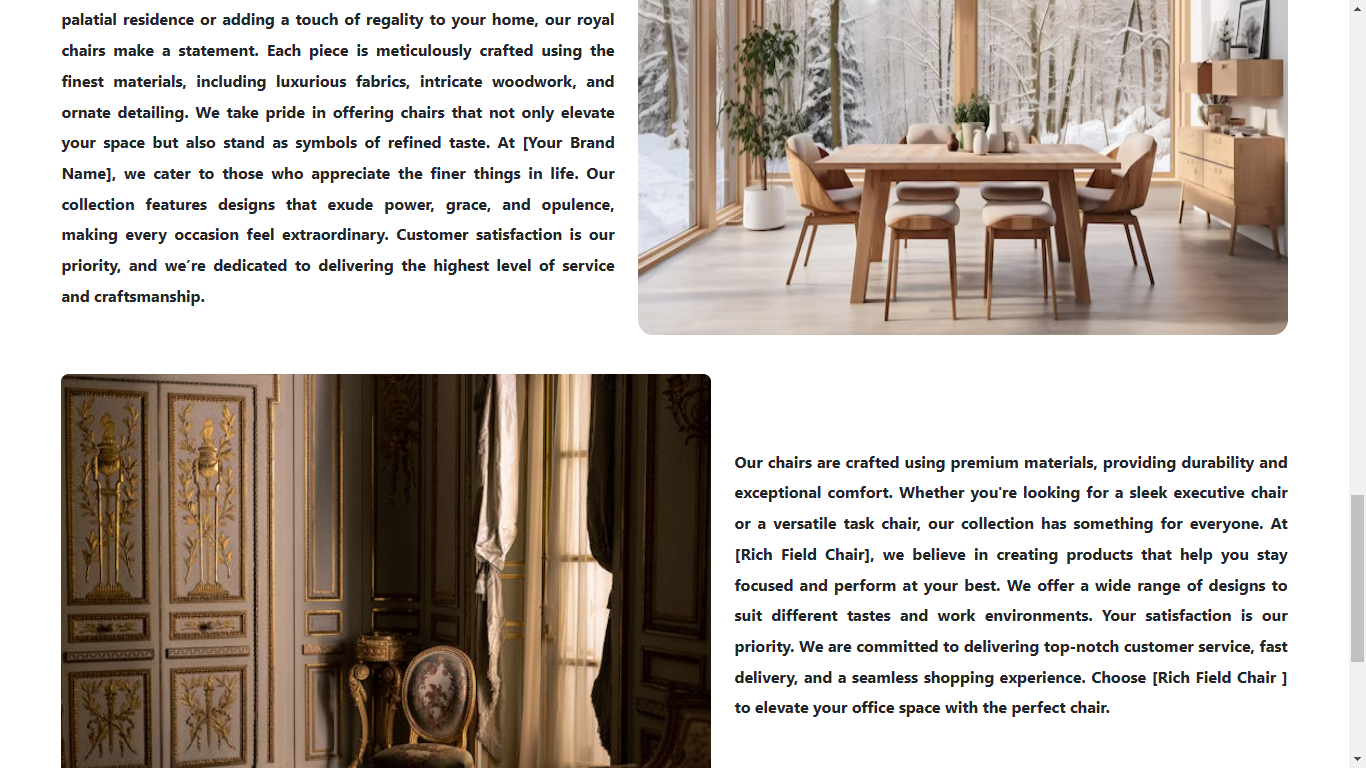 palatial residence or adding a touch of regality to your home, our royal
chairs make a statement. Each piece is meticulously crafted using the
finest materials, including luxurious fabrics, intricate woodwork, and
ornate detailing. We take pride in offering chairs that not only elevate
your space but also stand as symbols of refined taste. At [Your Brand
Name], we cater to those who appreciate the finer things in life. Our
collection features designs that exude power, grace, and opulence,
making every occasion feel extraordinary. Customer satisfaction is our
priority, and we’re dedicated to delivering the highest level of service
and craftsmanship.
Our chairs are crafted using premium materials, providing durability and
exceptional comfort. Whether you're looking for a sleek executive chair
or a versatile task chair, our collection has something for everyone. At
[Rich Field Chair], we believe in creating products that help you stay
focused and perform at your best. We offer a wide range of designs to
suit different tastes and work environments. Your satisfaction is our
priority. We are committed to delivering top-notch customer service, fast
delivery, and a seamless shopping experience. Choose [Rich Field Chair ]
to elevate your office space with the perfect chair.